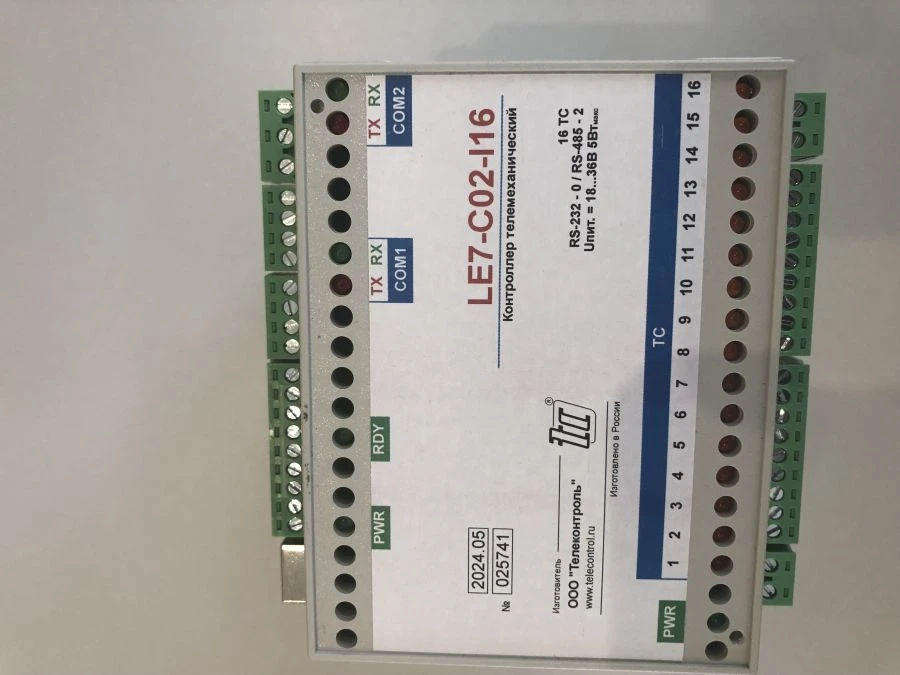 PWR
RDY
TX RX
COM1
TX RX
COM2
LE7-C02-I16
Контроллер телемеханический
16 ТС
RS-232 - 0 / RS-485 - 2
Uпит. = 18...36В 5Втмакс
2024.05
№ 025741
Изготовитель
ООО "Телеконтроль"
www.telecontrol.ru
®
Изготовлено в России
ТС
1 2 3 4 5 6 7 8 9 10 11 12 13 14 15 16
PWR